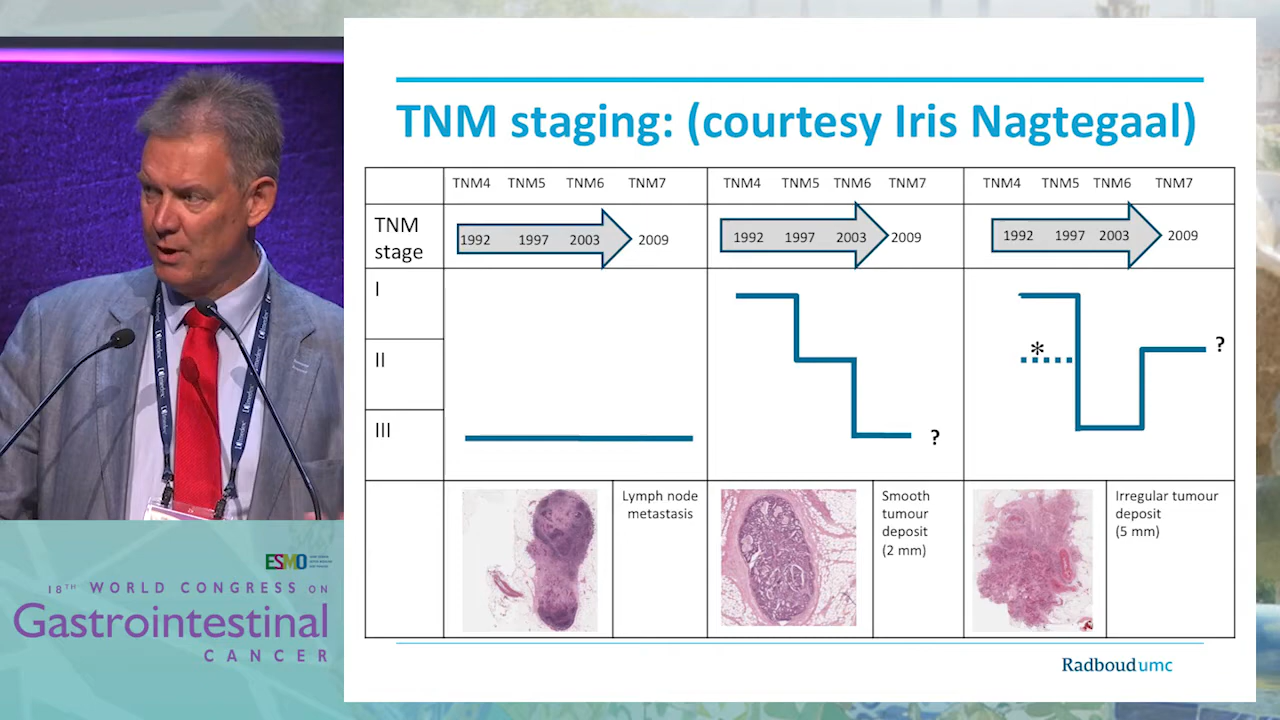 TNM staging: (courtesy Iris Nagtegaal)
TNM4 TNM5 TNM6 TNM7 TNM4 TNM5 TNM6 TNM7 TNM4 TNM5 TNM6 TNM7
TNM
stage
1992 1997 2003 2009 1992 1997 2003 2009 1992 1997 2003 2009
I
II
* ?
III
?
Lymph node
metastasis
Smooth
tumour
deposit
(2 mm)
Irregular tumour
deposit
(5 mm)
Radboudumc
ESMO
18TH WORLD CONGRESS ON
Gastrointestinal
CANCER